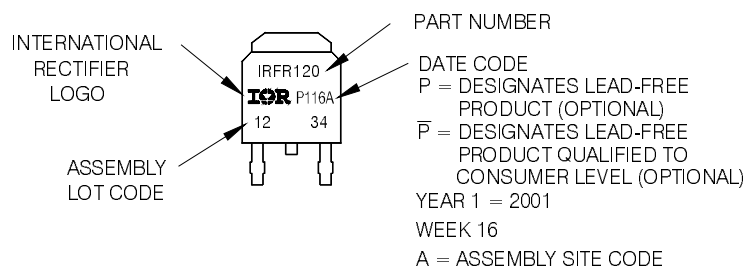 PART NUMBER
INTERNATIONAL
RECTIFIER
LOGO
IRFR120
IOR P116A
12 34
ASSEMBLY
LOT CODE
DATE CODE
P = DESIGNATES LEAD-FREE
PRODUCT (OPTIONAL)
P̅ = DESIGNATES LEAD-FREE
PRODUCT QUALIFIED TO
CONSUMER LEVEL (OPTIONAL)
YEAR 1 = 2001
WEEK 16
A = ASSEMBLY SITE CODE